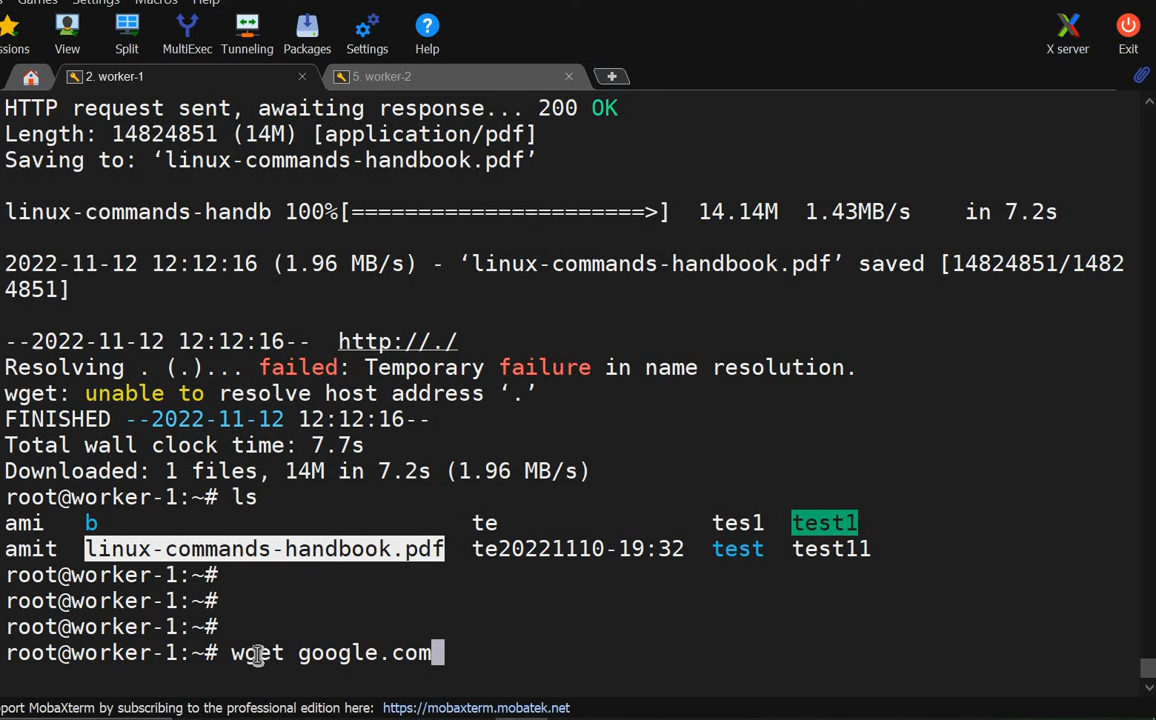 Games Settings Macros Help
ssions View Split MultiExec Tunneling Packages Settings Help X server Exit
2. worker-1 5. worker-2
HTTP request sent, awaiting response... 200 OK
Length: 14824851 (14M) [application/pdf]
Saving to: ‘linux-commands-handbook.pdf’
linux-commands-handb 100%[======================>] 14.14M 1.43MB/s in 7.2s
2022-11-12 12:12:16 (1.96 MB/s) - ‘linux-commands-handbook.pdf’ saved [14824851/1482
4851]
--2022-11-12 12:12:16-- http://./
Resolving . (.)... failed: Temporary failure in name resolution.
wget: unable to resolve host address ‘.’
FINISHED --2022-11-12 12:12:16--
Total wall clock time: 7.7s
Downloaded: 1 files, 14M in 7.2s (1.96 MB/s)
root@worker-1:~# ls
ami b te tes1 test1
amit linux-commands-handbook.pdf te20221110-19:32 test test11
root@worker-1:~#
root@worker-1:~#
root@worker-1:~#
root@worker-1:~# wget google.com
port MobaXterm by subscribing to the professional edition here: https://mobaxterm.mobatek.net